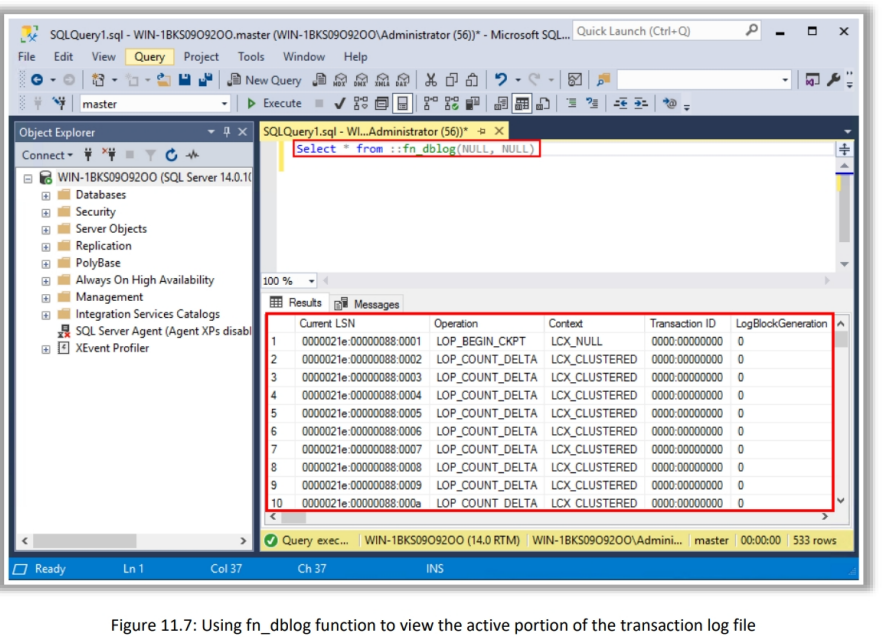 SQLQuery1.sql - WIN-1BKS09O92OO.master (WIN-1BKS09O92OO\Administrator (56))* - Microsoft SQL...
Quick Launch (Ctrl+Q)
File Edit View Query Project Tools Window Help
New Query
MDX DMX XMLA DAX
master
Execute
Object Explorer
SQLQuery1.sql - WI...Administrator (56))*
Connect
Select * from ::fn_dblog(NULL, NULL)
WIN-1BKS09O92OO (SQL Server 14.0.10
Databases
Security
Server Objects
Replication
PolyBase
Always On High Availability
Management
Integration Services Catalogs
SQL Server Agent (Agent XPs disabl
XEvent Profiler
100 %
Results Messages
Current LSN Operation Context Transaction ID LogBlockGeneration
1 0000021e:00000088:0001 LOP_BEGIN_CKPT LCX_NULL 0000:00000000 0
2 0000021e:00000088:0002 LOP_COUNT_DELTA LCX_CLUSTERED 0000:00000000 0
3 0000021e:00000088:0003 LOP_COUNT_DELTA LCX_CLUSTERED 0000:00000000 0
4 0000021e:00000088:0004 LOP_COUNT_DELTA LCX_CLUSTERED 0000:00000000 0
5 0000021e:00000088:0005 LOP_COUNT_DELTA LCX_CLUSTERED 0000:00000000 0
6 0000021e:00000088:0006 LOP_COUNT_DELTA LCX_CLUSTERED 0000:00000000 0
7 0000021e:00000088:0007 LOP_COUNT_DELTA LCX_CLUSTERED 0000:00000000 0
8 0000021e:00000088:0008 LOP_COUNT_DELTA LCX_CLUSTERED 0000:00000000 0
9 0000021e:00000088:0009 LOP_COUNT_DELTA LCX_CLUSTERED 0000:00000000 0
10 0000021e:00000088:000a LOP_COUNT_DELTA LCX_CLUSTERED 0000:00000000 0
Query exec... WIN-1BKS09O92OO (14.0 RTM) WIN-1BKS09O92OO\Admini... master 00:00:00 533 rows
Ready Ln 1 Col 37 Ch 37 INS
Figure 11.7: Using fn_dblog function to view the active portion of the transaction log file